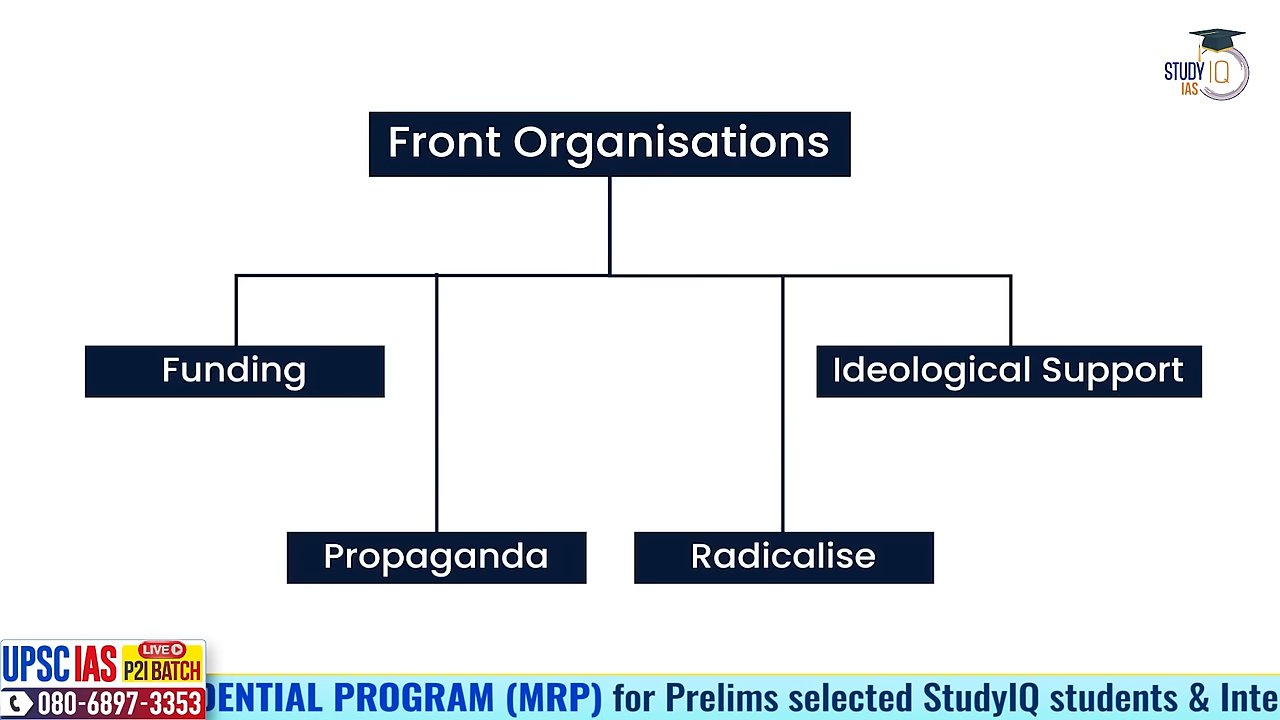 STUDY IQ
IAS
Front Organisations
Funding
Ideological Support
Propaganda
Radicalise
UPSC IAS
LIVE
P2I BATCH
080-6897-3353
DENTIAL PROGRAM (MRP) for Prelims selected StudyIQ students & Inte